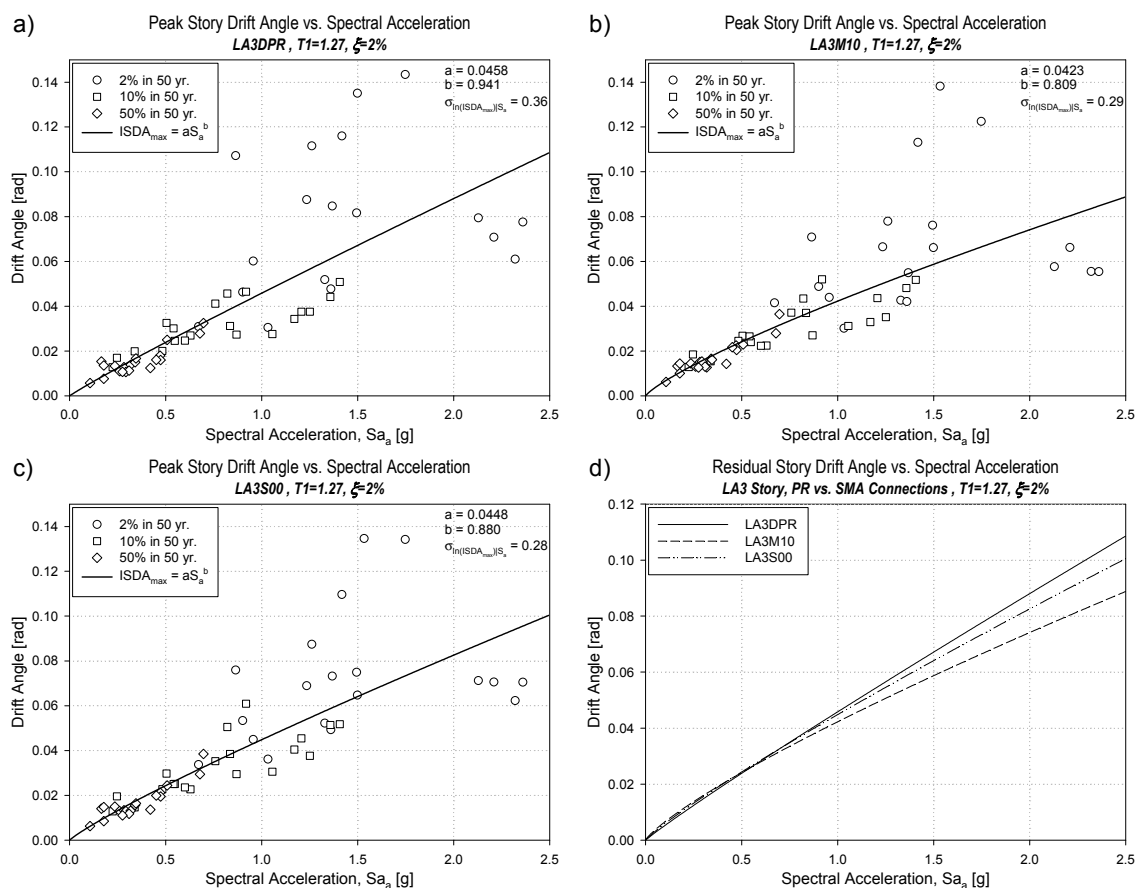 a)
Peak Story Drift Angle vs. Spectral Acceleration
LA3DPR , T1=1.27, ξ=2%
2% in 50 yr.
10% in 50 yr.
50% in 50 yr.
ISDAmax = aSa^b
a = 0.0458
b = 0.941
σln(ISDAmax)|Sa = 0.36
0.14
0.12
0.10
0.08
0.06
0.04
0.02
0.00
Drift Angle [rad]
0.0 0.5 1.0 1.5 2.0 2.5
Spectral Acceleration, Saa [g]
b)
Peak Story Drift Angle vs. Spectral Acceleration
LA3M10 , T1=1.27, ξ=2%
2% in 50 yr.
10% in 50 yr.
50% in 50 yr.
ISDAmax = aSa^b
a = 0.0423
b = 0.809
σln(ISDAmax)|Sa = 0.29
0.14
0.12
0.10
0.08
0.06
0.04
0.02
0.00
Drift Angle [rad]
0.0 0.5 1.0 1.5 2.0 2.5
Spectral Acceleration, Saa [g]
c)
Peak Story Drift Angle vs. Spectral Acceleration
LA3S00 , T1=1.27, ξ=2%
2% in 50 yr.
10% in 50 yr.
50% in 50 yr.
ISDAmax = aSa^b
a = 0.0448
b = 0.880
σln(ISDAmax)|Sa = 0.28
0.14
0.12
0.10
0.08
0.06
0.04
0.02
0.00
Drift Angle [rad]
0.0 0.5 1.0 1.5 2.0 2.5
Spectral Acceleration, Saa [g]
d)
Residual Story Drift Angle vs. Spectral Acceleration
LA3 Story, PR vs. SMA Connections , T1=1.27, ξ=2%
LA3DPR
LA3M10
LA3S00
0.12
0.10
0.08
0.06
0.04
0.02
0.00
Drift Angle [rad]
0.0 0.5 1.0 1.5 2.0 2.5
Spectral Acceleration, Saa [g]